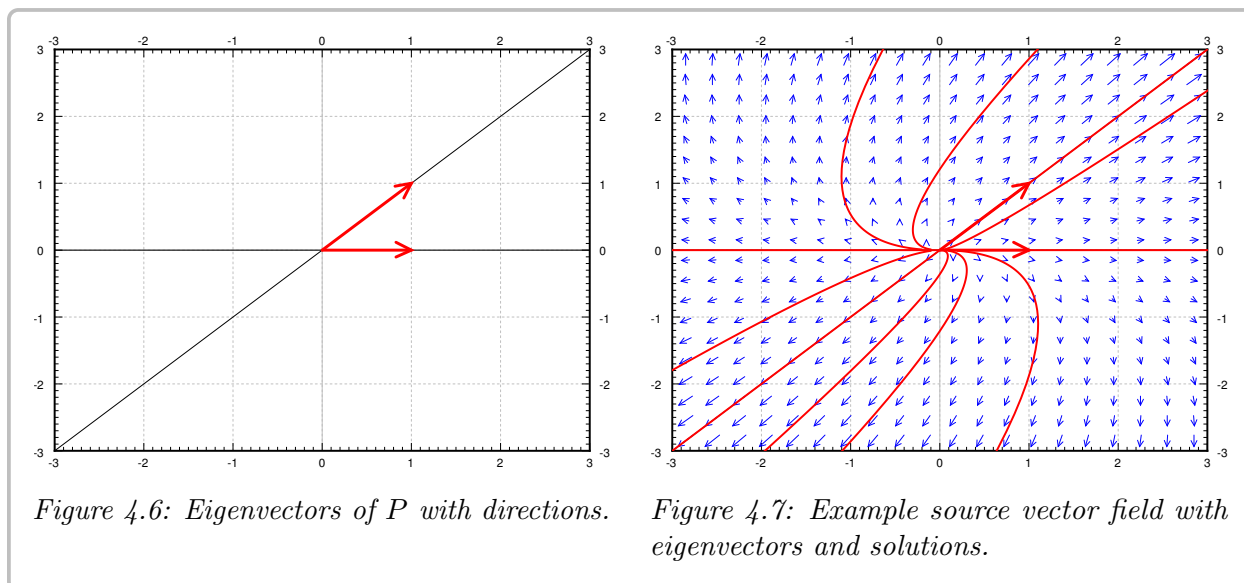 -3 -2 -1 0 1 2 3 -3 -2 -1 0 1 2 3
3 3 3 3
2 2 2 2
1 1 1 1
0 0 0 0
-1 -1 -1 -1
-2 -2 -2 -2
-3 -3 -3 -3
-3 -2 -1 0 1 2 3 -3 -2 -1 0 1 2 3
Figure 4.6: Eigenvectors of P with directions.
Figure 4.7: Example source vector field with
eigenvectors and solutions.